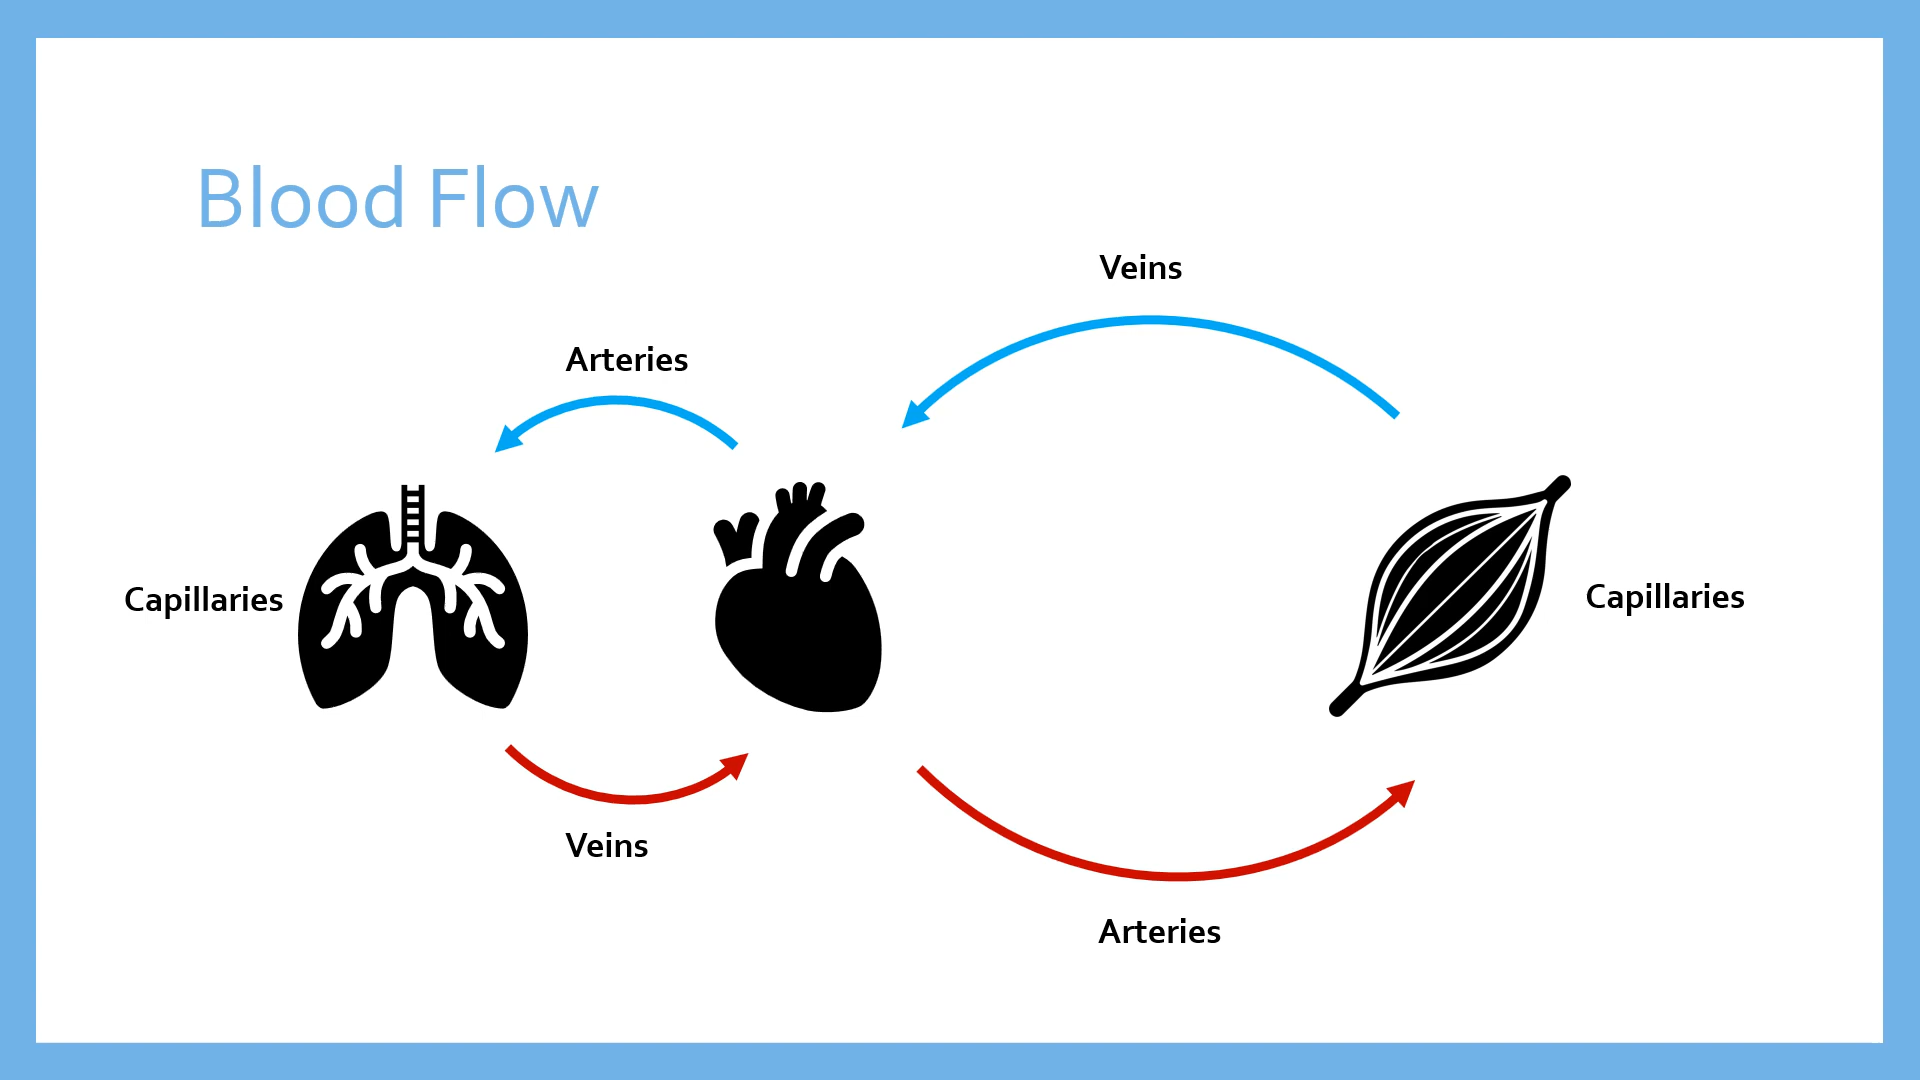 Blood Flow
Veins
Arteries
Capillaries
Capillaries
Veins
Arteries